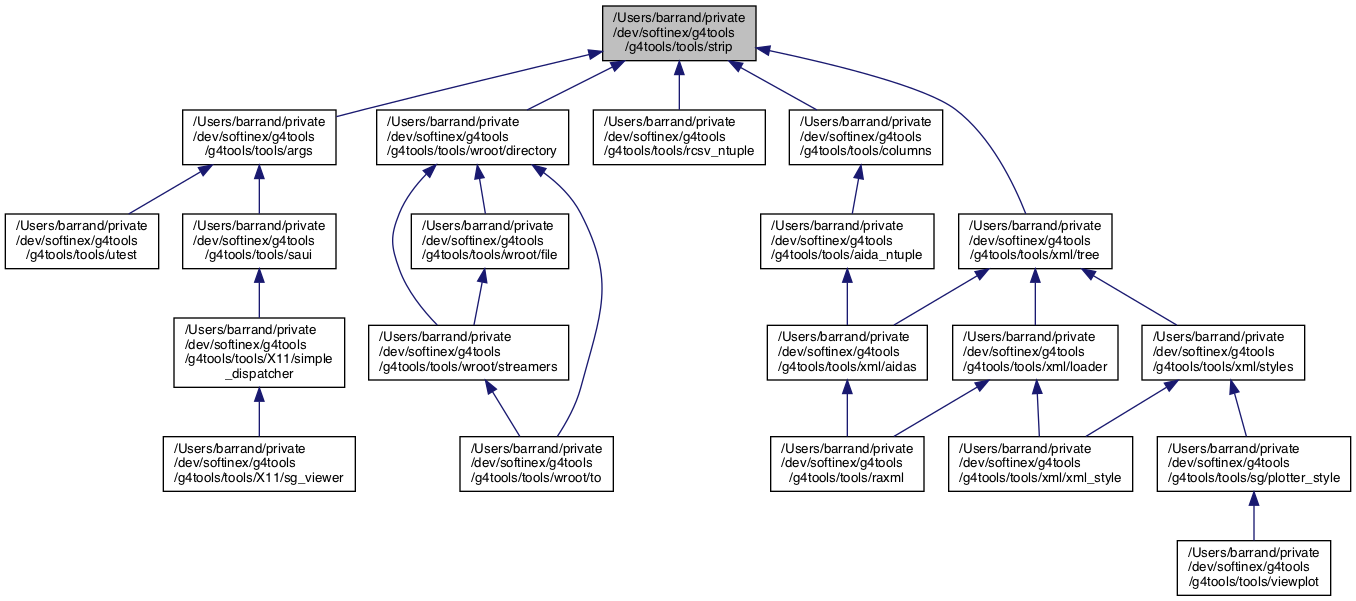 /Users/barrand/private
/dev/softinex/g4tools
/g4tools/tools/strip
/Users/barrand/private
/dev/softinex/g4tools
/g4tools/tools/args
/Users/barrand/private
/dev/softinex/g4tools
/g4tools/tools/wroot/directory
/Users/barrand/private
/dev/softinex/g4tools
/g4tools/tools/rcsv_ntuple
/Users/barrand/private
/dev/softinex/g4tools
/g4tools/tools/columns
/Users/barrand/private
/dev/softinex/g4tools
/g4tools/tools/utest
/Users/barrand/private
/dev/softinex/g4tools
/g4tools/tools/saui
/Users/barrand/private
/dev/softinex/g4tools
/g4tools/tools/wroot/file
/Users/barrand/private
/dev/softinex/g4tools
/g4tools/tools/aida_ntuple
/Users/barrand/private
/dev/softinex/g4tools
/g4tools/tools/xml/tree
/Users/barrand/private
/dev/softinex/g4tools
/g4tools/tools/X11/simple
_dispatcher
/Users/barrand/private
/dev/softinex/g4tools
/g4tools/tools/wroot/streamers
/Users/barrand/private
/dev/softinex/g4tools
/g4tools/tools/xml/aidas
/Users/barrand/private
/dev/softinex/g4tools
/g4tools/tools/xml/loader
/Users/barrand/private
/dev/softinex/g4tools
/g4tools/tools/xml/styles
/Users/barrand/private
/dev/softinex/g4tools
/g4tools/tools/X11/sg_viewer
/Users/barrand/private
/dev/softinex/g4tools
/g4tools/tools/wroot/to
/Users/barrand/private
/dev/softinex/g4tools
/g4tools/tools/raxml
/Users/barrand/private
/dev/softinex/g4tools
/g4tools/tools/xml/xml_style
/Users/barrand/private
/dev/softinex/g4tools
/g4tools/tools/sg/plotter_style
/Users/barrand/private
/dev/softinex/g4tools
/g4tools/tools/viewplot